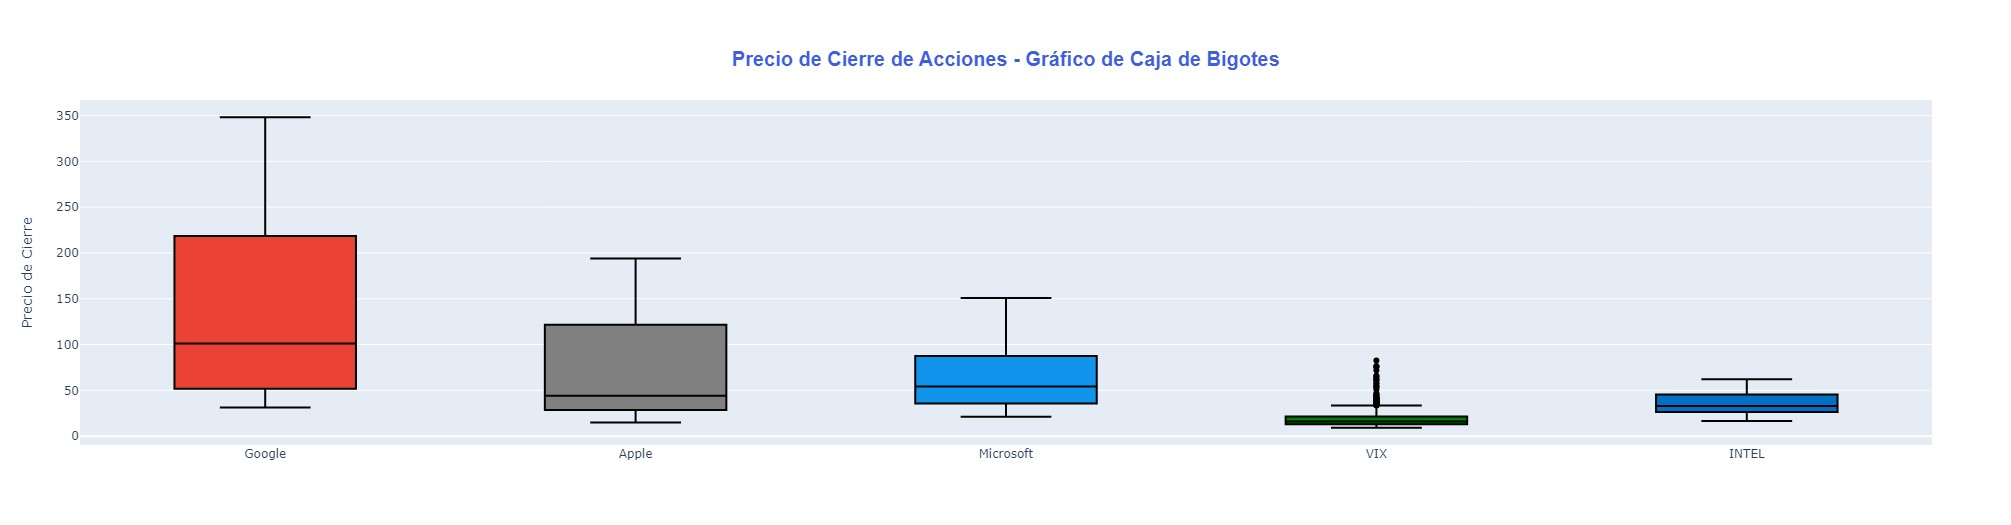 Precio de Cierre de Acciones - Gráfico de Caja de Bigotes
Precio de Cierre
350
300
250
200
150
100
50
0
Google
Apple
Microsoft
VIX
INTEL